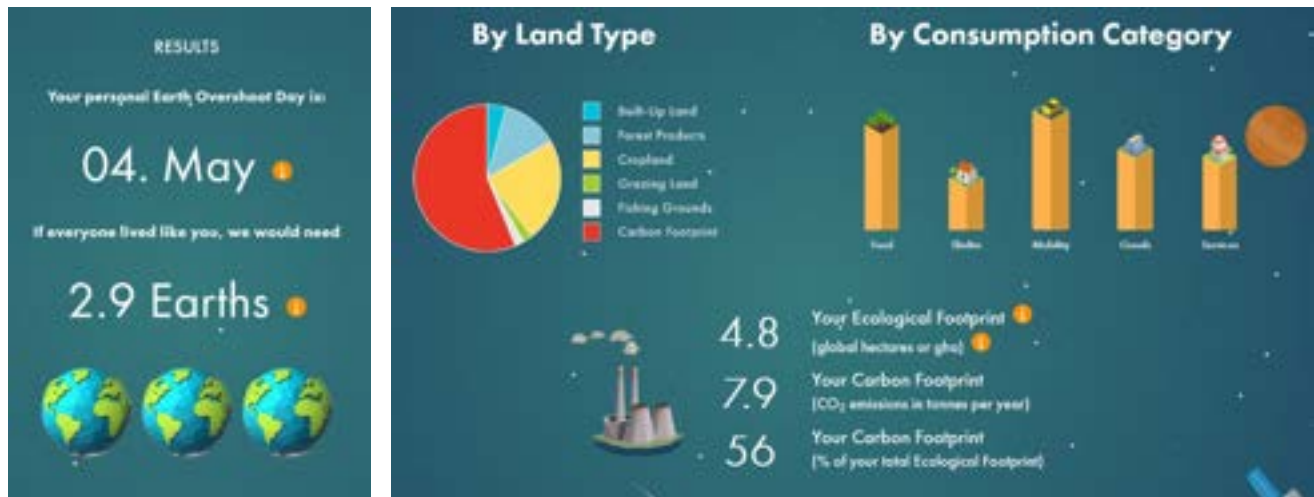 RESULTS
Your personal Earth Overshoot Day is:
04. May
If everyone lived like you, we would need
2.9 Earths
By Land Type
Built-Up Land
Forest Products
Cropland
Grazing Land
Fishing Grounds
Carbon Footprint
By Consumption Category
Food
Shelter
Mobility
Goods
Services
4.8
Your Ecological Footprint
(global hectares or gha)
7.9
Your Carbon Footprint
(CO₂ emissions in tonnes per year)
56
Your Carbon Footprint
(% of your total Ecological Footprint)